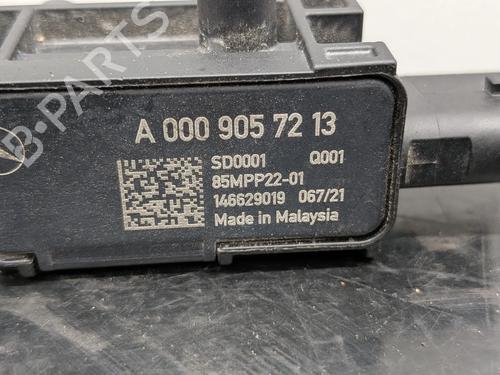 B-PARTS
A 000 905 72 13
SD0001 Q001
85MPP22-01
146629019 067/21
Made in Malaysia